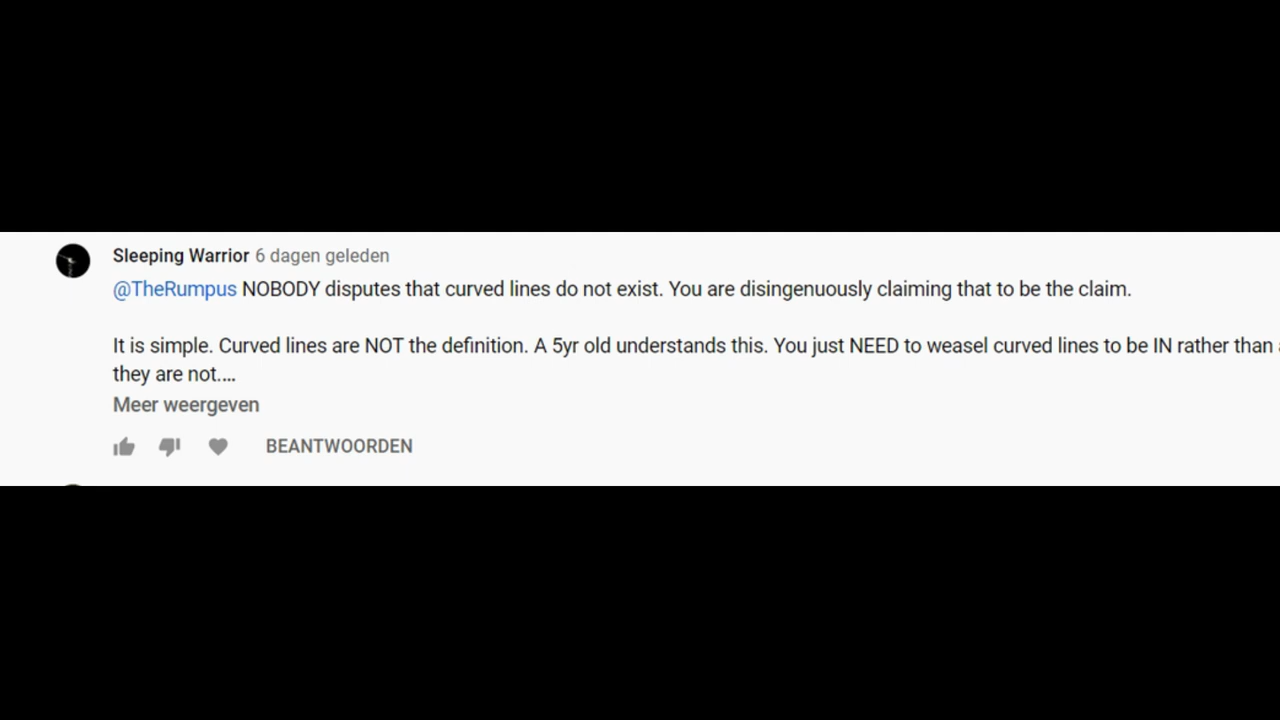 Sleeping Warrior 6 dagen geleden
@TheRumpus NOBODY disputes that curved lines do not exist. You are disingenuously claiming that to be the claim.
It is simple. Curved lines are NOT the definition. A 5yr old understands this. You just NEED to weasel curved lines to be IN rather than
they are not....
Meer weergeven
BEANTWOORDEN